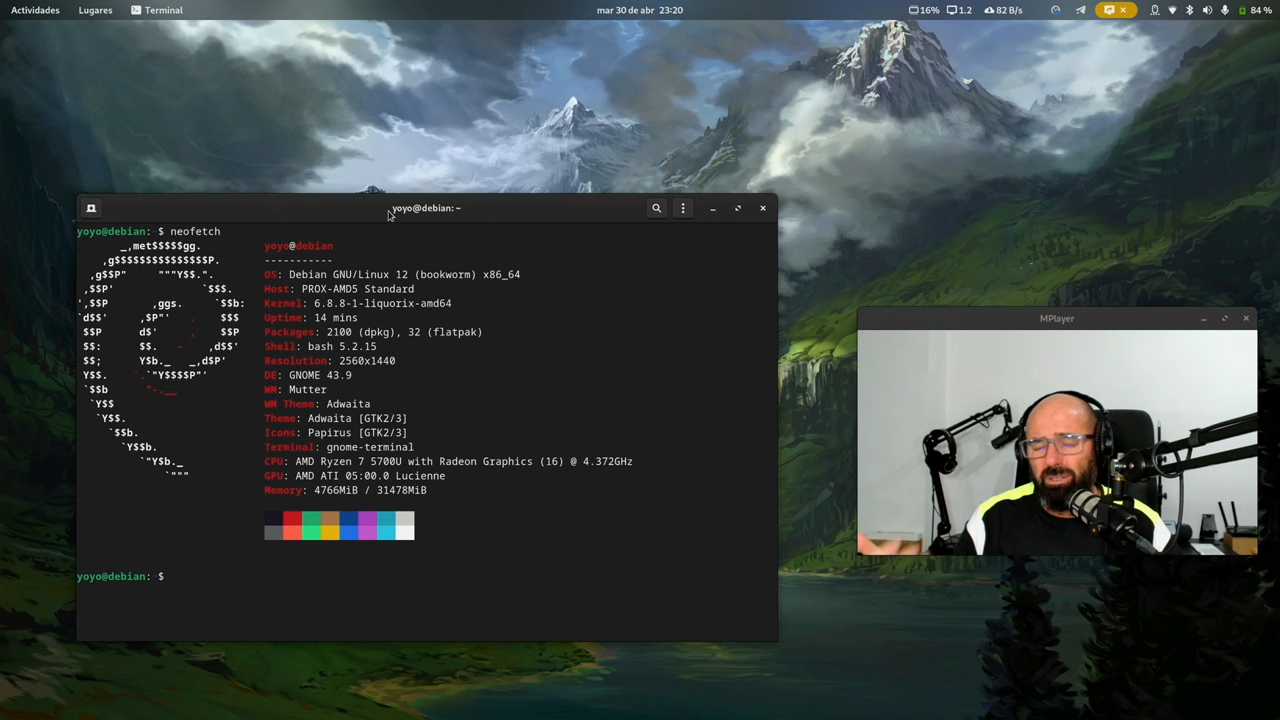 Actividades Lugares Terminal mar 30 de abr 23:20 16% 1.2 82 B/s 84 %
yoyo@debian: ~
yoyo@debian:~$ neofetch
_,met$$$$$gg.
,g$$$$$$$$$$$$$$$P.
,g$$P" """Y$$.".
,$$P' `$$$.
',$$P ,ggs. `$$b:
`d$$' ,$P"' . $$$
$$P d$' , $$P
$$: $$. - ,d$$'
$$; Y$b._ _,d$P'
Y$$. `.`"Y$$$$P"'
`$$b "-.__
`Y$$
`Y$$.
`$$b.
`Y$$b.
`"Y$b._
`"""
yoyo@debian
-----------
OS: Debian GNU/Linux 12 (bookworm) x86_64
Host: PROX-AMD5 Standard
Kernel: 6.8.8-1-liquorix-amd64
Uptime: 14 mins
Packages: 2100 (dpkg), 32 (flatpak)
Shell: bash 5.2.15
Resolution: 2560x1440
DE: GNOME 43.9
WM: Mutter
WM Theme: Adwaita
Theme: Adwaita [GTK2/3]
Icons: Papirus [GTK2/3]
Terminal: gnome-terminal
CPU: AMD Ryzen 7 5700U with Radeon Graphics (16) @ 4.372GHz
GPU: AMD ATI 05:00.0 Lucienne
Memory: 4766MiB / 31478MiB
yoyo@debian:~$
MPlayer